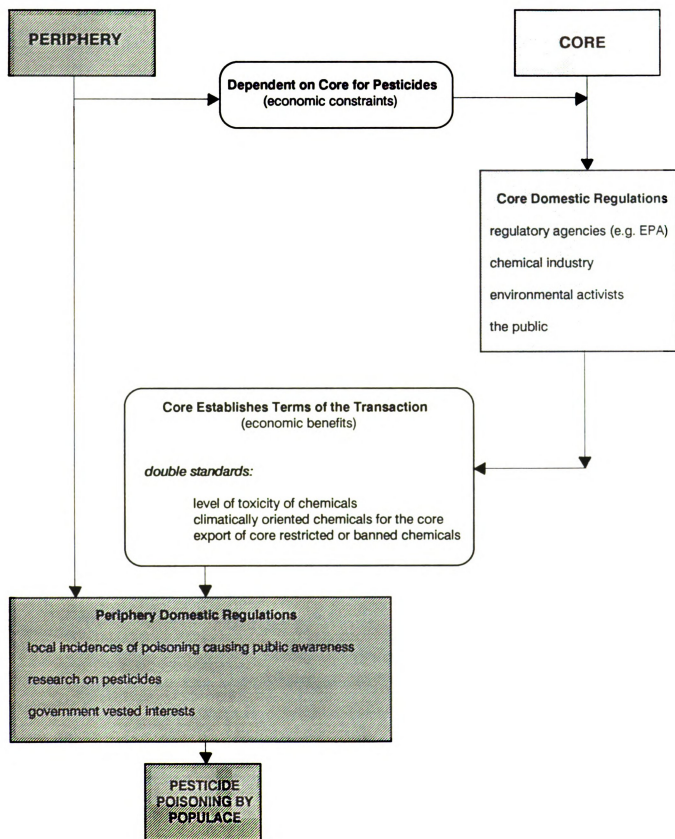 PERIPHERY
CORE
Dependent on Core for Pesticides
(economic constraints)
Core Domestic Regulations
regulatory agencies (e.g. EPA)
chemical industry
environmental activists
the public
Core Establishes Terms of the Transaction
(economic benefits)
double standards:
level of toxicity of chemicals
climatically oriented chemicals for the core
export of core restricted or banned chemicals
Periphery Domestic Regulations
local incidences of poisoning causing public awareness
research on pesticides
government vested interests
PESTICIDE
POISONING BY
POPULACE